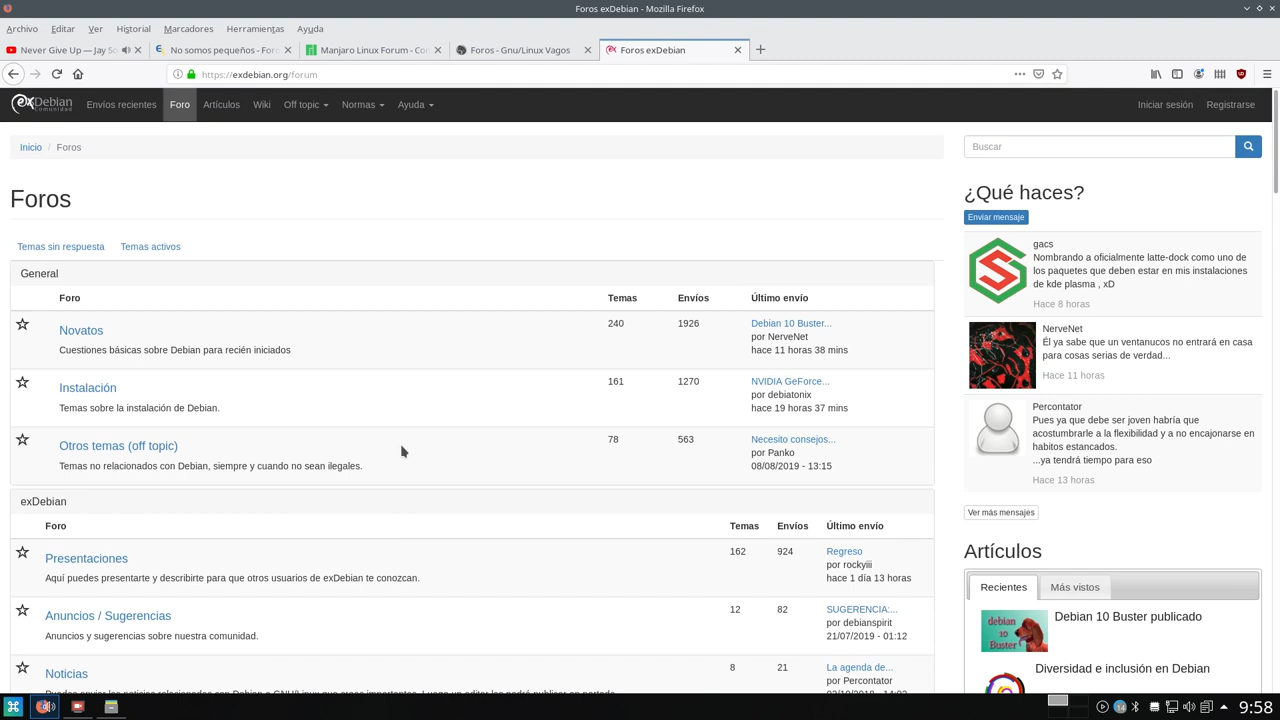 Foros exDebian - Mozilla Firefox
Archivo Editar Ver Historial Marcadores Herramientas Ayuda
Never Give Up — Jay Sc
No somos pequeños - Foro
Manjaro Linux Forum - Co
Foros - Gnu/Linux Vagos
Foros exDebian
https://exdebian.org/forum
exDebian Comunidad
Envíos recientes Foro Artículos Wiki Off topic Normas Ayuda Iniciar sesión Registrarse
Inicio / Foros
Foros
Temas sin respuesta Temas activos
General
Foro Temas Envíos Último envío
Novatos 240 1926 Debian 10 Buster...
por NerveNet
Cuestiones básicas sobre Debian para recién iniciados hace 11 horas 38 mins
Instalación 161 1270 NVIDIA GeForce...
por debiatonix
Temas sobre la instalación de Debian. hace 19 horas 37 mins
Otros temas (off topic) 78 563 Necesito consejos...
por Panko
Temas no relacionados con Debian, siempre y cuando no sean ilegales. 08/08/2019 - 13:15
exDebian
Foro Temas Envíos Último envío
Presentaciones 162 924 Regreso
por rockyiii
Aquí puedes presentarte y describirte para que otros usuarios de exDebian te conozcan. hace 1 día 13 horas
Anuncios / Sugerencias 12 82 SUGERENCIA:...
por debianspirit
Anuncios y sugerencias sobre nuestra comunidad. 21/07/2019 - 01:12
Noticias 8 21 La agenda de...
por Percontator
Buscar
¿Qué haces?
Enviar mensaje
gacs
Nombrando a oficialmente latte-dock como uno de
los paquetes que deben estar en mis instalaciones
de kde plasma , xD
Hace 8 horas
NerveNet
Él ya sabe que un ventanucos no entrará en casa
para cosas serias de verdad...
Hace 11 horas
Percontator
Pues ya que debe ser joven habría que
acostumbrarle a la flexibilidad y a no encajonarse en
habitos estancados.
...ya tendrá tiempo para eso
Hace 13 horas
Ver más mensajes
Artículos
Recientes Más vistos
debian
10
Buster
Debian 10 Buster publicado
Diversidad e inclusión en Debian
14
9:58